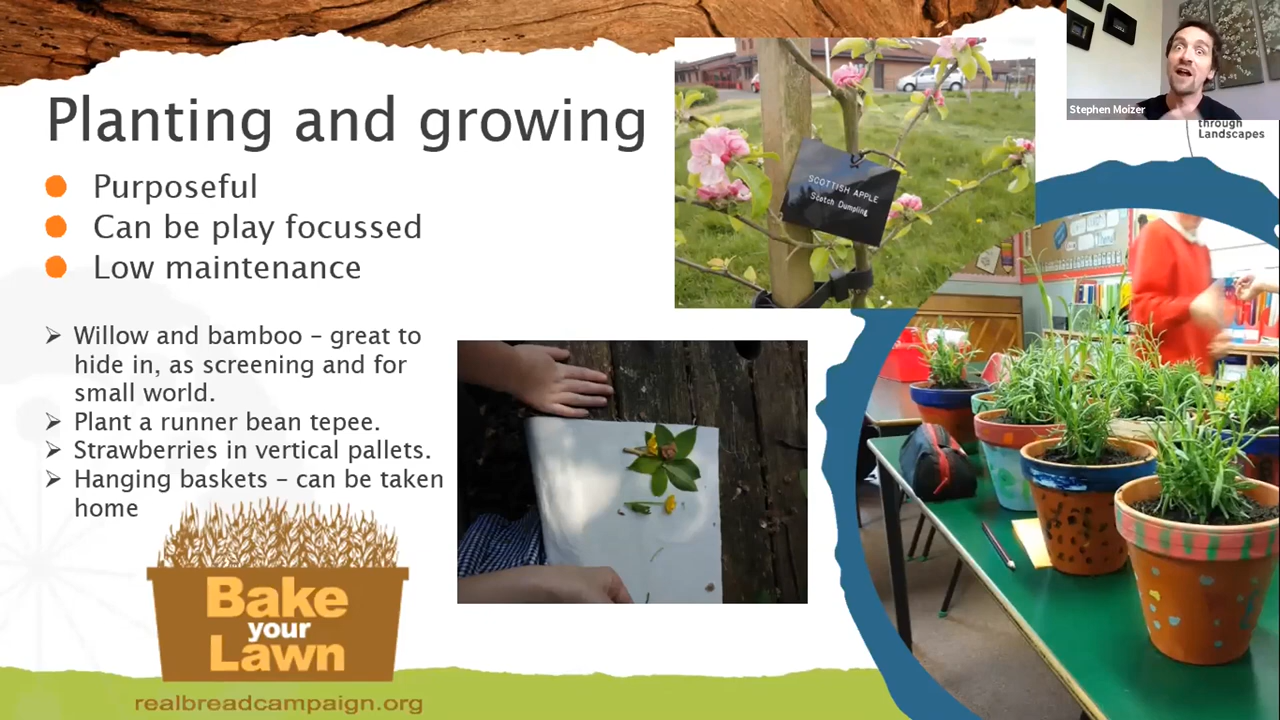 Planting and growing
Purposeful
Can be play focussed
Low maintenance
Willow and bamboo – great to
hide in, as screening and for
small world.
Plant a runner bean tepee.
Strawberries in vertical pallets.
Hanging baskets – can be taken
home
Bake
your
Lawn
realbreadcampaign.org
SCOTTISH APPLE
Scotch Dumpling
Stephen Moizer
through
Landscapes